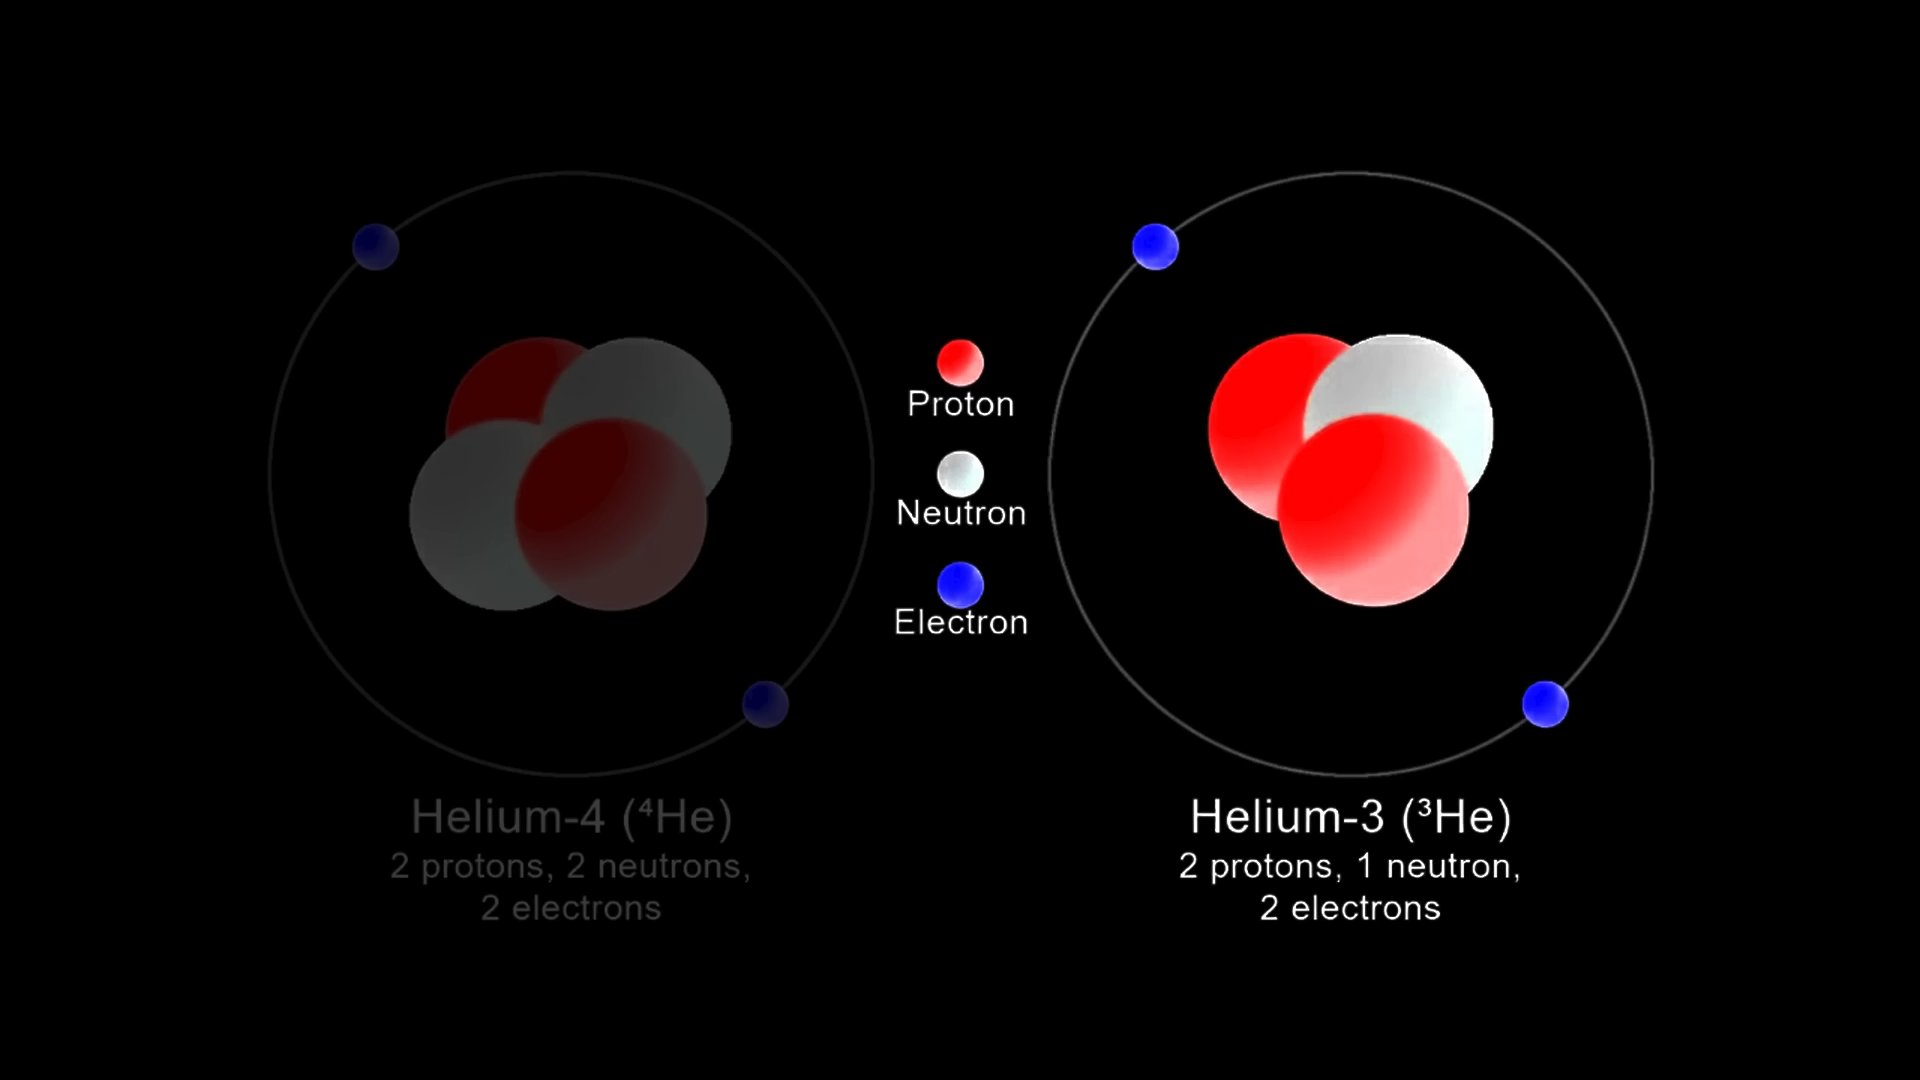 Proton
Neutron
Electron
Helium-4 (⁴He)
2 protons, 2 neutrons,
2 electrons
Helium-3 (³He)
2 protons, 1 neutron,
2 electrons